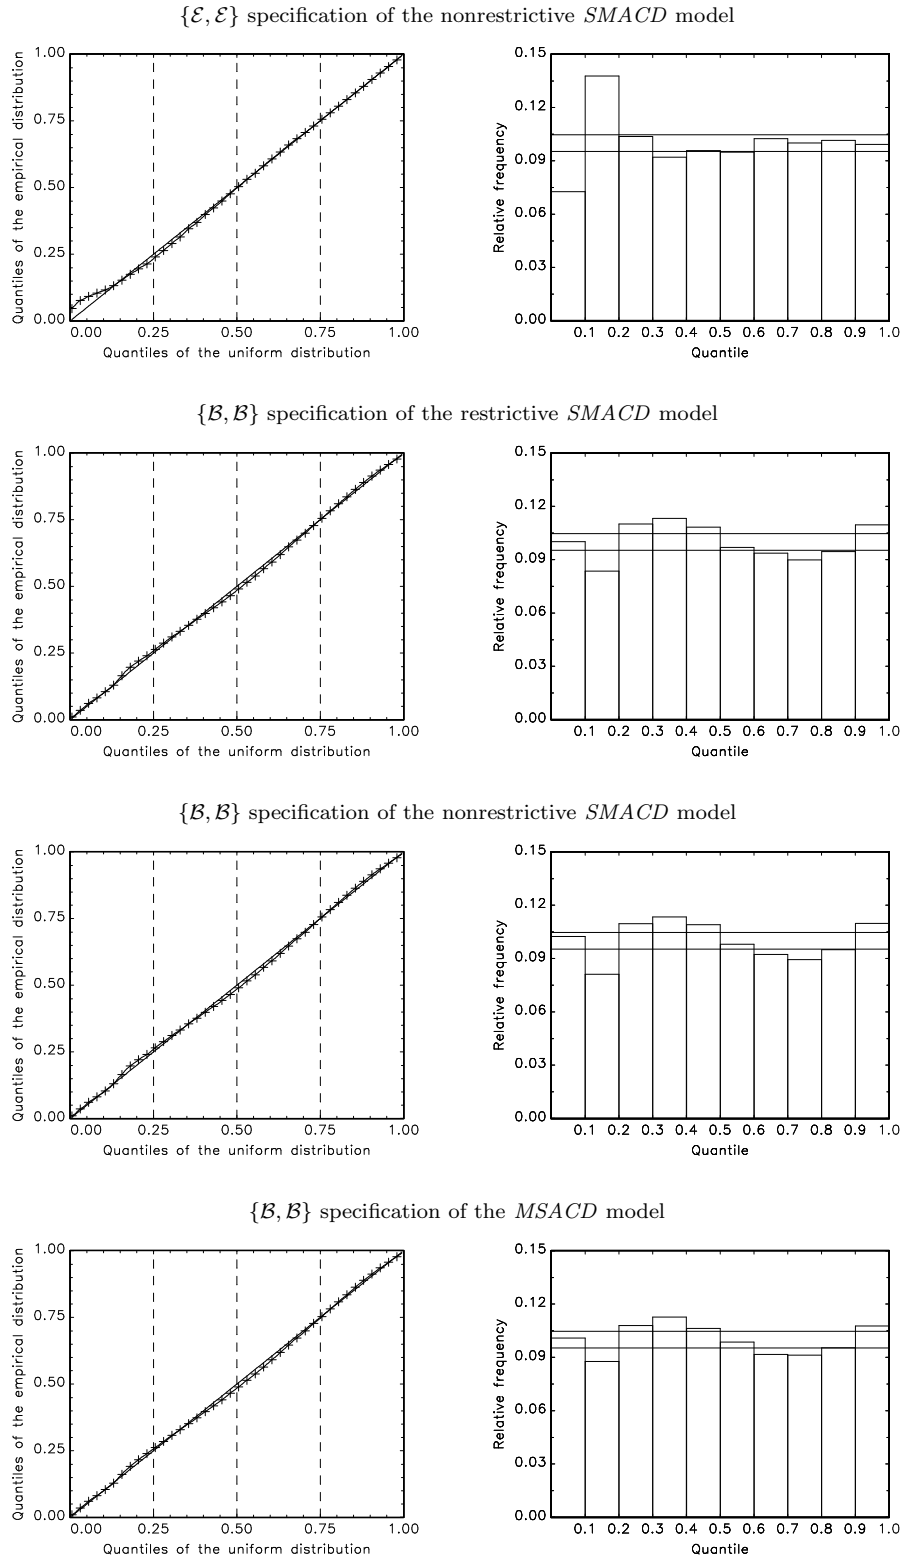 {ℰ, ℰ} specification of the nonrestrictive SMACD model
Quantiles of the empirical distribution
1.00
0.75
0.50
0.25
0.00
0.00 0.25 0.50 0.75 1.00
Quantiles of the uniform distribution
Relative frequency
0.15
0.12
0.09
0.06
0.03
0.00
0.1 0.2 0.3 0.4 0.5 0.6 0.7 0.8 0.9 1.0
Quantile
{ℬ, ℬ} specification of the restrictive SMACD model
Quantiles of the empirical distribution
1.00
0.75
0.50
0.25
0.00
0.00 0.25 0.50 0.75 1.00
Quantiles of the uniform distribution
Relative frequency
0.15
0.12
0.09
0.06
0.03
0.00
0.1 0.2 0.3 0.4 0.5 0.6 0.7 0.8 0.9 1.0
Quantile
{ℬ, ℬ} specification of the nonrestrictive SMACD model
Quantiles of the empirical distribution
1.00
0.75
0.50
0.25
0.00
0.00 0.25 0.50 0.75 1.00
Quantiles of the uniform distribution
Relative frequency
0.15
0.12
0.09
0.06
0.03
0.00
0.1 0.2 0.3 0.4 0.5 0.6 0.7 0.8 0.9 1.0
Quantile
{ℬ, ℬ} specification of the MSACD model
Quantiles of the empirical distribution
1.00
0.75
0.50
0.25
0.00
0.00 0.25 0.50 0.75 1.00
Quantiles of the uniform distribution
Relative frequency
0.15
0.12
0.09
0.06
0.03
0.00
0.1 0.2 0.3 0.4 0.5 0.6 0.7 0.8 0.9 1.0
Quantile